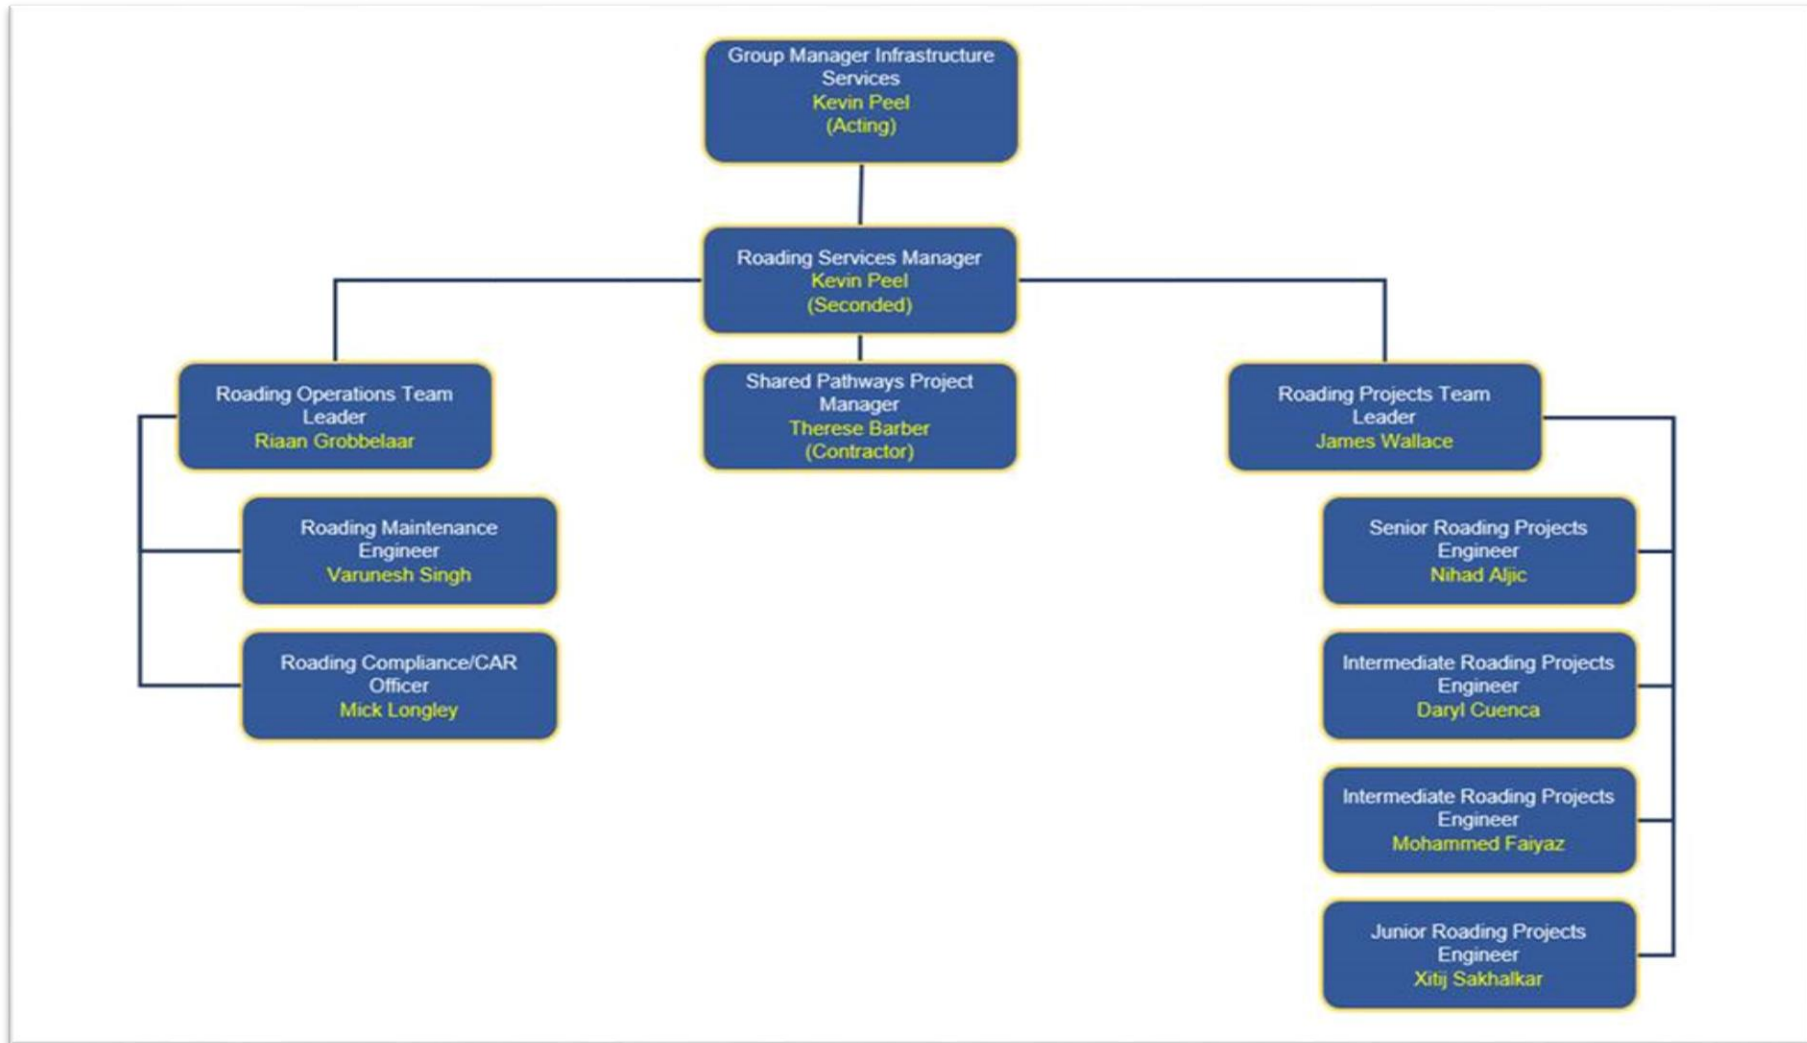 Group Manager Infrastructure
Services
Kevin Peel
(Acting)
Roading Services Manager
Kevin Peel
(Seconded)
Roading Operations Team
Leader
Riaan Grobbelaar
Shared Pathways Project
Manager
Therese Barber
(Contractor)
Roading Projects Team
Leader
James Wallace
Roading Maintenance
Engineer
Varunesh Singh
Roading Compliance/CAR
Officer
Mick Longley
Senior Roading Projects
Engineer
Nihad Aljic
Intermediate Roading Projects
Engineer
Daryl Cuenca
Intermediate Roading Projects
Engineer
Mohammed Faiyaz
Junior Roading Projects
Engineer
Xitij Sakhalkar